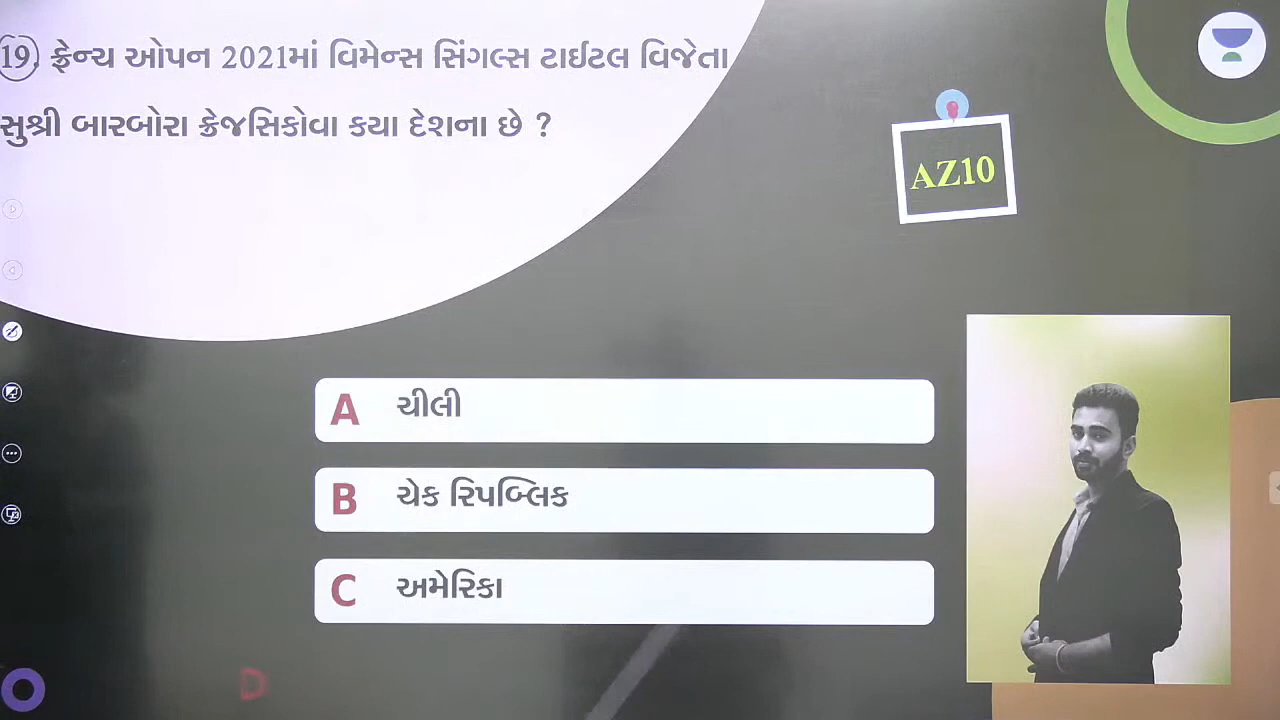 19. ફ્રેન્ચ ઓપન 2021માં વિમેન્સ સિંગલ્સ ટાઈટલ વિજેતા
સુશ્રી બારબોરા ક્રેજસિકોવા કયા દેશના છે ?
AZ10
A ચીલી
B ચેક રિપબ્લિક
C અમેરિકા
D